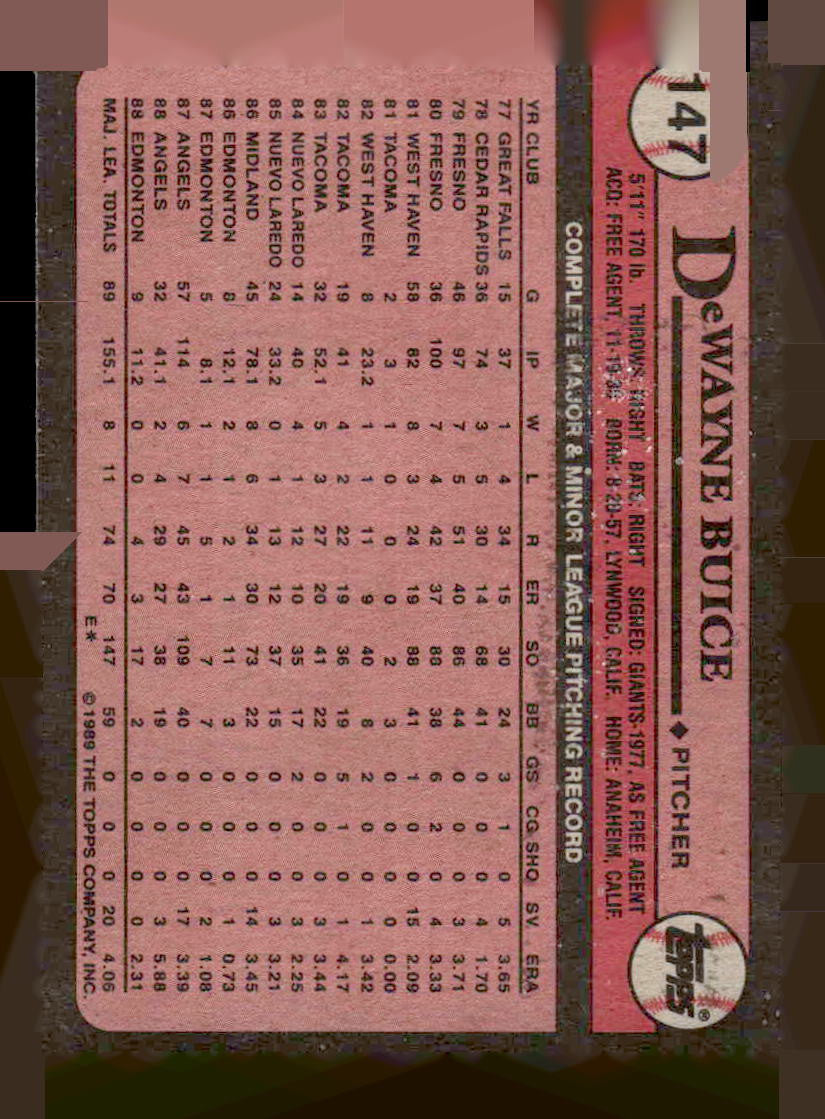 147
DeWAYNE BUICE ◆ PITCHER
TOPPS®
5'11" 170 lb. THROWS: RIGHT BATS: RIGHT SIGNED: GIANTS-1977, AS FREE AGENT
ACQ: FREE AGENT, BORN: 8-20-57, LYNWOOD, CALIF. HOME: ANAHEIM, CALIF.
COMPLETE MAJOR & MINOR LEAGUE PITCHING RECORD
YR CLUB G IP W L R ER SO BB GS CG SHO SV ERA
77 GREAT FALLS 15 37 1 4 34 15 30 24 3 1 0 5 3.65
78 CEDAR RAPIDS 36 74 3 5 30 14 68 41 0 0 0 4 1.70
79 FRESNO 46 97 7 5 51 40 86 44 0 0 0 3 3.71
80 FRESNO 36 100 7 4 42 37 88 38 6 2 0 4 3.33
81 WEST HAVEN 58 82 8 3 24 19 88 41 1 0 0 15 2.09
81 TACOMA 2 3 1 0 0 0 2 3 0 0 0 0 0.00
82 WEST HAVEN 8 23.2 1 1 11 9 40 8 2 0 0 1 3.42
82 TACOMA 19 41 4 2 22 19 36 19 5 1 0 1 4.17
83 TACOMA 32 52.1 5 3 27 20 41 22 0 0 0 3 3.44
84 NUEVO LAREDO 14 40 4 1 12 10 35 17 2 0 0 3 2.25
85 NUEVO LAREDO 24 33.2 0 1 13 12 37 15 0 0 0 3 3.21
86 MIDLAND 45 78.1 8 6 34 30 73 22 0 0 0 14 3.45
86 EDMONTON 8 12.1 2 1 2 1 11 3 0 0 0 1 0.73
87 EDMONTON 5 8.1 1 1 5 1 7 7 0 0 0 2 1.08
87 ANGELS 57 114 6 7 45 43 109 40 0 0 0 17 3.39
88 ANGELS 32 41.1 2 4 29 27 38 19 0 0 0 3 5.88
88 EDMONTON 9 11.2 0 0 4 3 17 2 0 0 0 0 2.31
MAJ. LEA. TOTALS 89 155.1 8 11 74 70 147 59 0 0 0 20 4.06
E* © 1989 THE TOPPS COMPANY, INC.